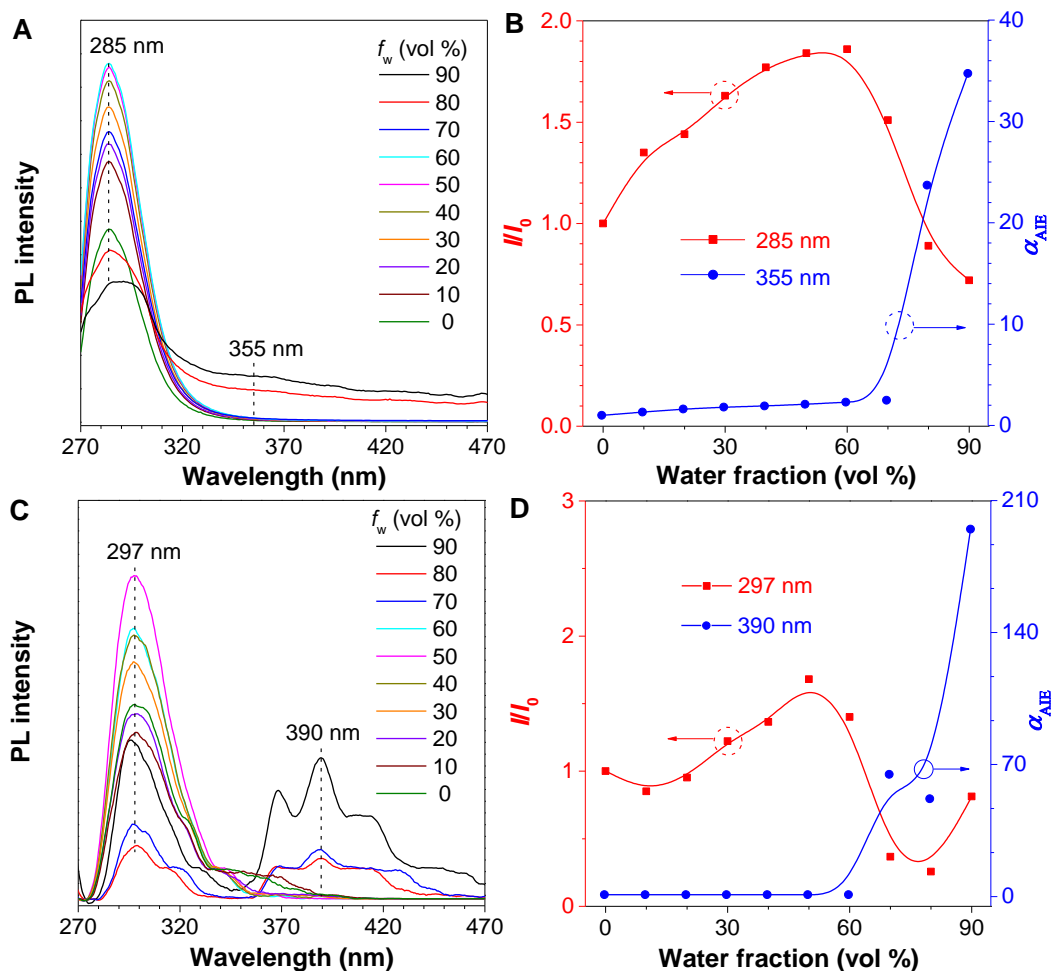 A
285 nm
f_w (vol %)
90
80
70
60
50
40
30
20
10
0
355 nm
PL intensity
270 320 370 420 470
Wavelength (nm)
B
2.0
1.5
1.0
0.5
0.0
I/I0
285 nm
355 nm
40
30
20
10
0
αAIE
0 30 60 90
Water fraction (vol %)
C
297 nm
f_w (vol %)
90
80
70
60
50
40
30
20
10
0
390 nm
PL intensity
270 320 370 420 470
Wavelength (nm)
D
3
2
1
0
I/I0
297 nm
390 nm
210
140
70
0
αAIE
0 30 60 90
Water fraction (vol %)